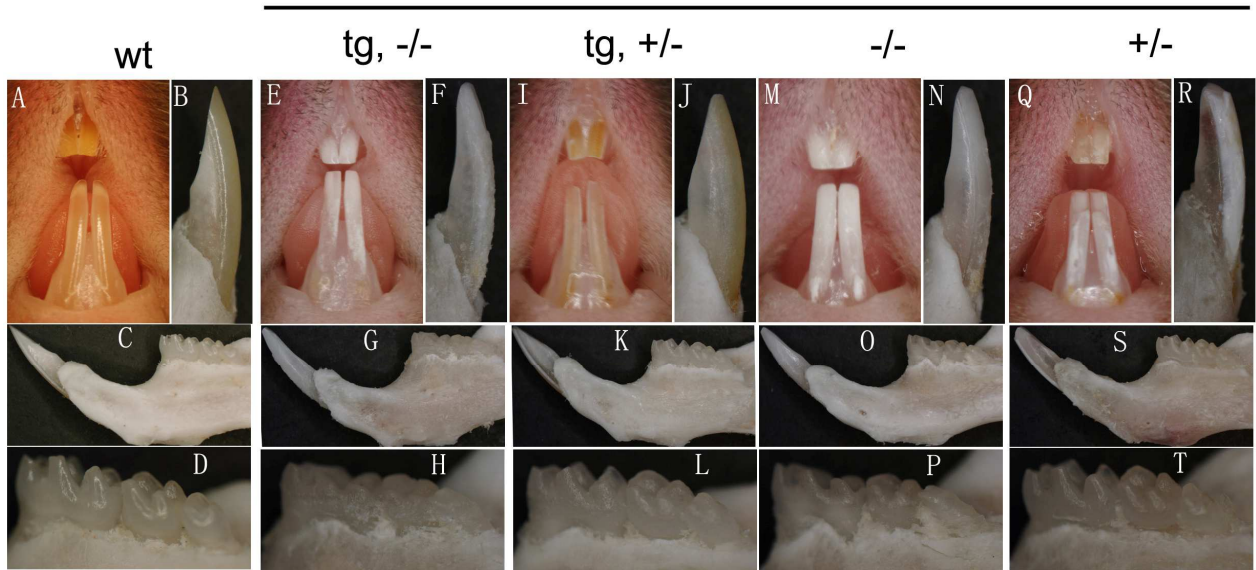 wt
tg, -/-
tg, +/-
-/-
+/-
A
B
E
F
I
J
M
N
Q
R
C
G
K
O
S
D
H
L
P
T